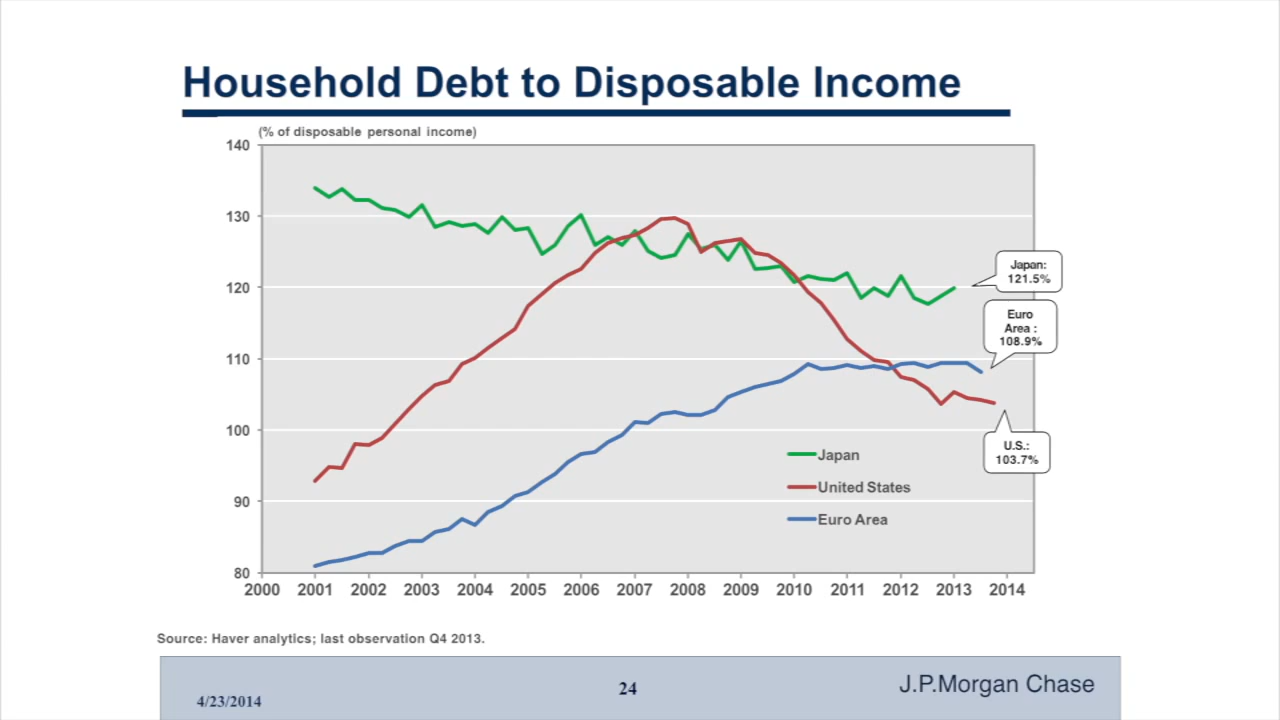 Household Debt to Disposable Income
(% of disposable personal income)
140
130
120
110
100
90
80
Japan:
121.5%
Euro
Area :
108.9%
U.S.:
103.7%
Japan
United States
Euro Area
2000 2001 2002 2003 2004 2005 2006 2007 2008 2009 2010 2011 2012 2013 2014
Source: Haver analytics; last observation Q4 2013.
4/23/2014
24
J.P.Morgan Chase